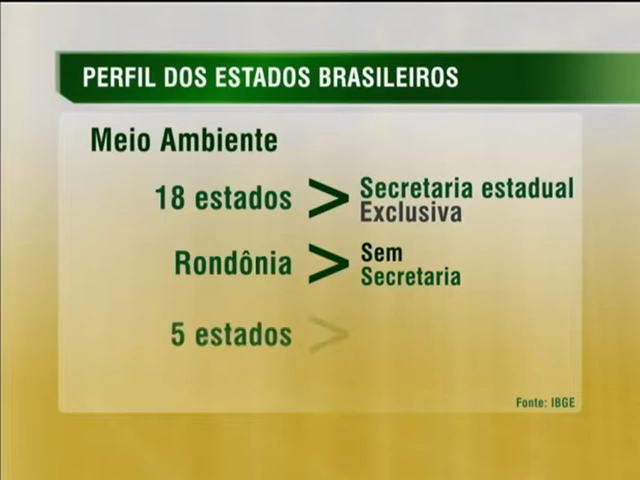 PERFIL DOS ESTADOS BRASILEIROS
Meio Ambiente
18 estados > Secretaria estadual
Exclusiva
Rondônia > Sem
Secretaria
5 estados >
Fonte: IBGE